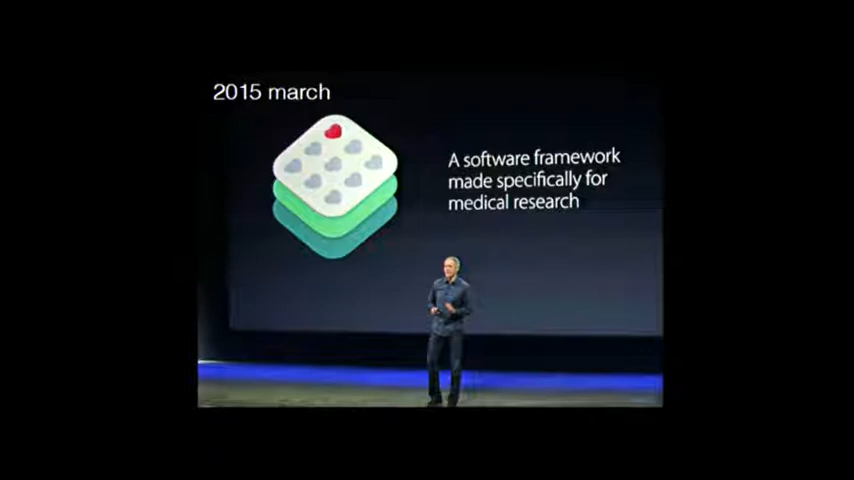 2015 march
A software framework
made specifically for
medical research